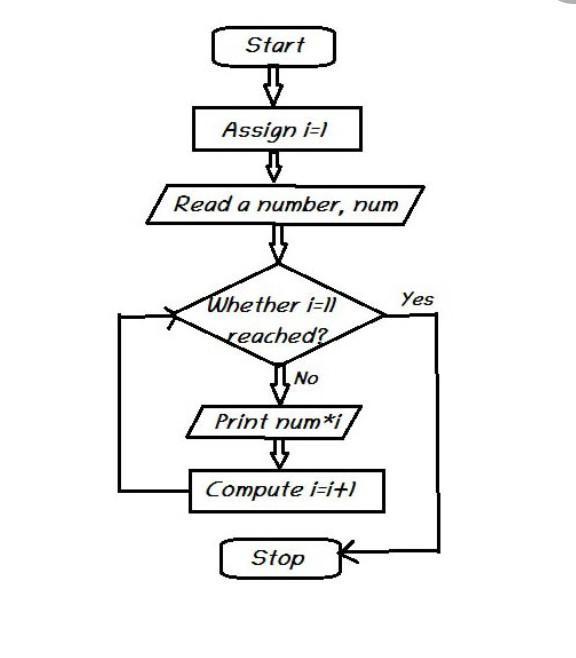 Start
Assign i=1
Read a number, num
Whether i=11
reached?
Yes
No
Print num*i
Compute i=i+1
Stop